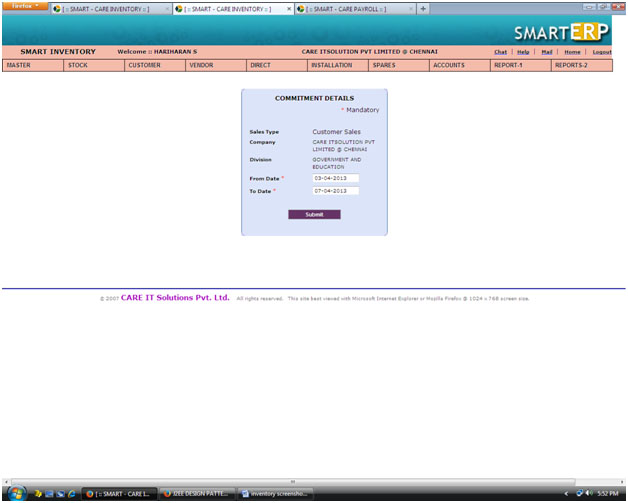 Firefox
[ :: SMART - CARE INVENTORY :: ]
[ :: SMART - CARE INVENTORY :: ]
[ :: SMART - CARE PAYROLL :: ]
SMARTERP
SMART INVENTORY Welcome :: HARIHARAN S CARE ITSOLUTION PVT LIMITED @ CHENNAI Chat | Help | Mail | Home | Logout
MASTER STOCK CUSTOMER VENDOR DIRECT INSTALLATION SPARES ACCOUNTS REPORT-1 REPORTS-2
COMMITMENT DETAILS
* Mandatory
Sales Type Customer Sales
Company CARE ITSOLUTION PVT
LIMITED @ CHENNAI
Division GOVERNMENT AND
EDUCATION
From Date * 03-04-2013
To Date * 07-04-2013
Submit
© 2007 CARE IT Solutions Pvt. Ltd. All rights reserved. This site best viewed with Microsoft Internet Explorer or Mozilla Firefox @ 1024 x 768 screen size.
[ :: SMART - CARE I... J2EE DESIGN PATTE... inventory screensho... 5:52 PM